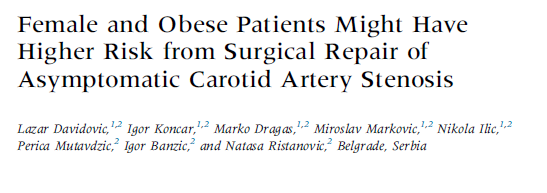 Female and Obese Patients Might Have
Higher Risk from Surgical Repair of
Asymptomatic Carotid Artery Stenosis
Lazar Davidovic,1,2 Igor Koncar,1,2 Marko Dragas,1,2 Miroslav Markovic,1,2 Nikola Ilic,1,2
Perica Mutavdzic,2 Igor Banzic,2 and Natasa Ristanovic,2 Belgrade, Serbia